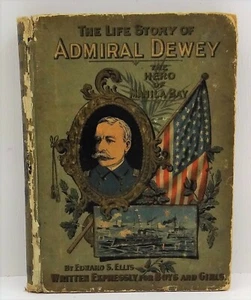 THE LIFE STORY OF
ADMIRAL DEWEY
THE
HERO
OF
MANILA BAY
BY EDWARD S. ELLIS
WRITTEN EXPRESSLY FOR BOYS AND GIRLS.